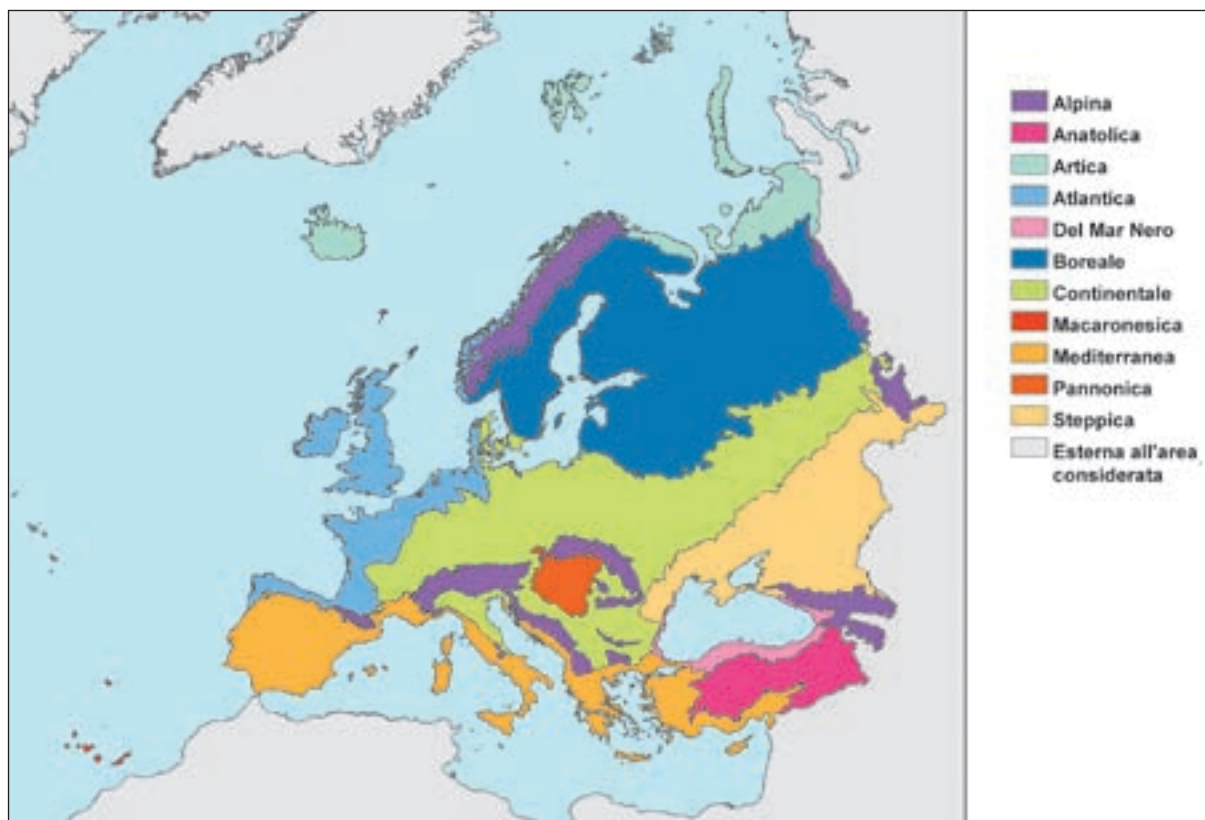 Alpina
Anatolica
Artica
Atlantica
Del Mar Nero
Boreale
Continentale
Macaronesica
Mediterranea
Pannonica
Steppica
Esterna all'area
considerata